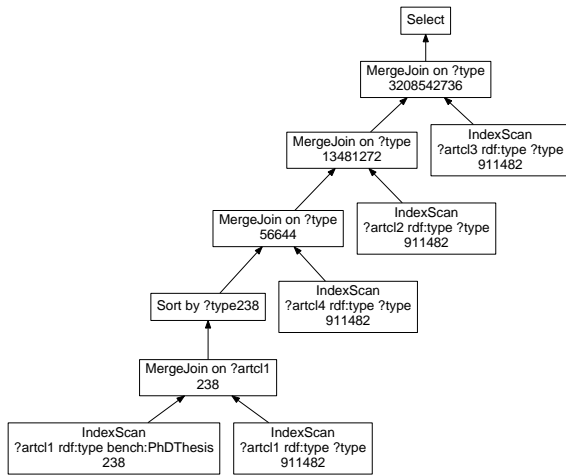 Select
MergeJoin on ?type
3208542736
MergeJoin on ?type
13481272
IndexScan
?artcl3 rdf:type ?type
911482
MergeJoin on ?type
56644
IndexScan
?artcl2 rdf:type ?type
911482
Sort by ?type238
IndexScan
?artcl4 rdf:type ?type
911482
MergeJoin on ?artcl1
238
IndexScan
?artcl1 rdf:type bench:PhDThesis
238
IndexScan
?artcl1 rdf:type ?type
911482